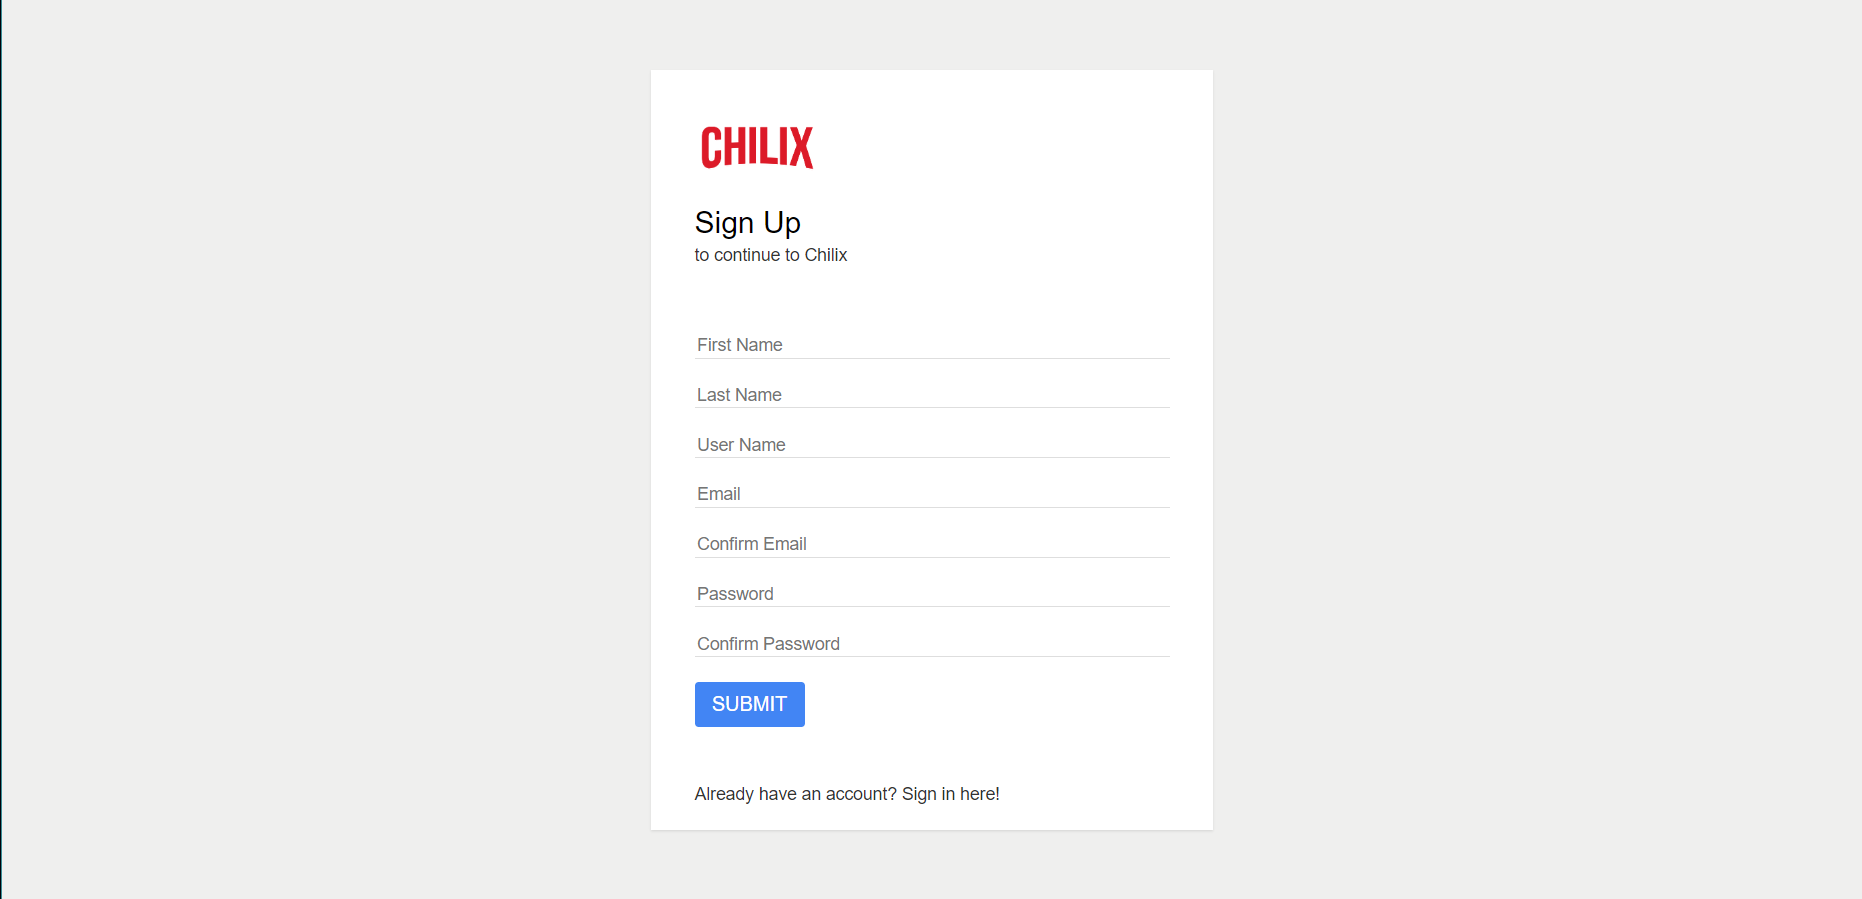 CHILIX
Sign Up
to continue to Chilix
First Name
Last Name
User Name
Email
Confirm Email
Password
Confirm Password
SUBMIT
Already have an account? Sign in here!